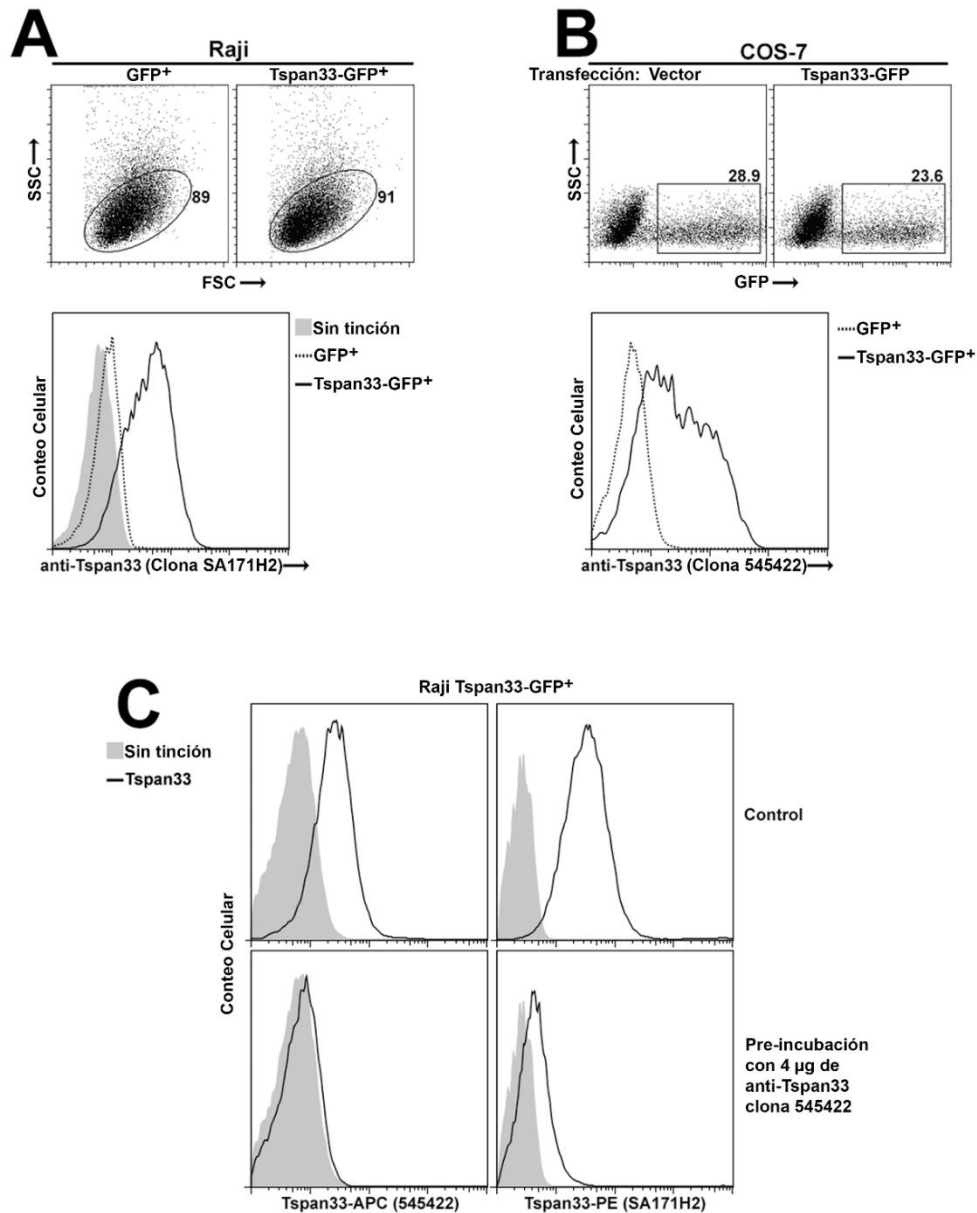 A
Raji
GFP+
Tspan33-GFP+
SSC
89
91
FSC
Sin tinción
GFP+
Tspan33-GFP+
Conteo Celular
anti-Tspan33 (Clona SA171H2)
B
COS-7
Transfección: Vector
Tspan33-GFP
SSC
28.9
23.6
GFP
GFP+
Tspan33-GFP+
Conteo Celular
anti-Tspan33 (Clona 545422)
C
Raji Tspan33-GFP+
Sin tinción
Tspan33
Control
Conteo Celular
Pre-incubación
con 4 µg de
anti-Tspan33
clona 545422
Tspan33-APC (545422)
Tspan33-PE (SA171H2)